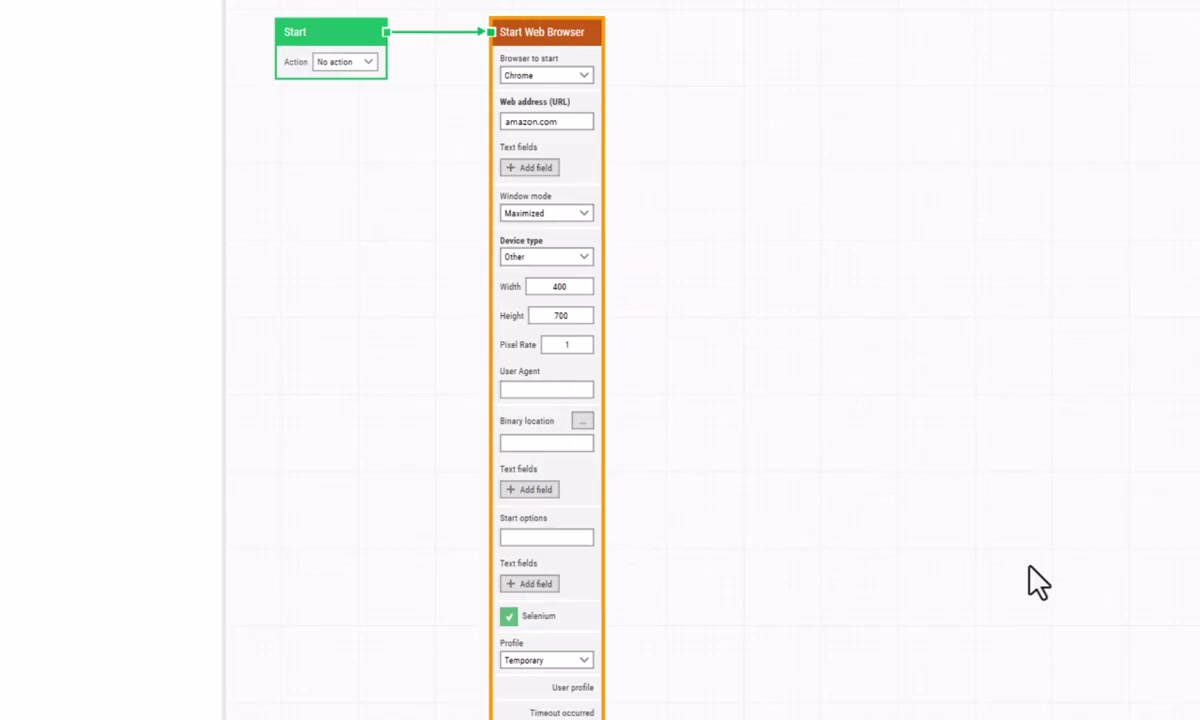 Start
Action No action
Start Web Browser
Browser to start
Chrome
Web address (URL)
amazon.com
Text fields
+ Add field
Window mode
Maximized
Device type
Other
Width 400
Height 700
Pixel Rate 1
User Agent
Binary location ...
Text fields
+ Add field
Start options
Text fields
+ Add field
Selenium
Profile
Temporary
User profile
Timeout occurred